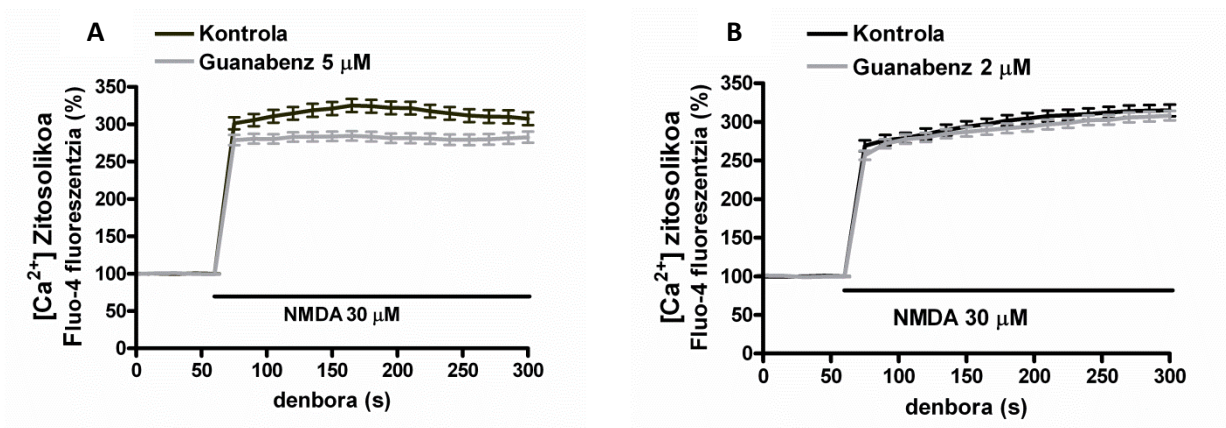 A
Kontrola
Guanabenz 5 μM
[Ca²⁺] Zitosolikoa
Fluo-4 fluoreszentzia (%)
350
300
250
200
150
100
50
0
NMDA 30 μM
0 50 100 150 200 250 300
denbora (s)
B
Kontrola
Guanabenz 2 μM
[Ca²⁺] zitosolikoa
Fluo-4 fluoreszentzia (%)
350
300
250
200
150
100
50
0
NMDA 30 μM
0 50 100 150 200 250 300
denbora (s)